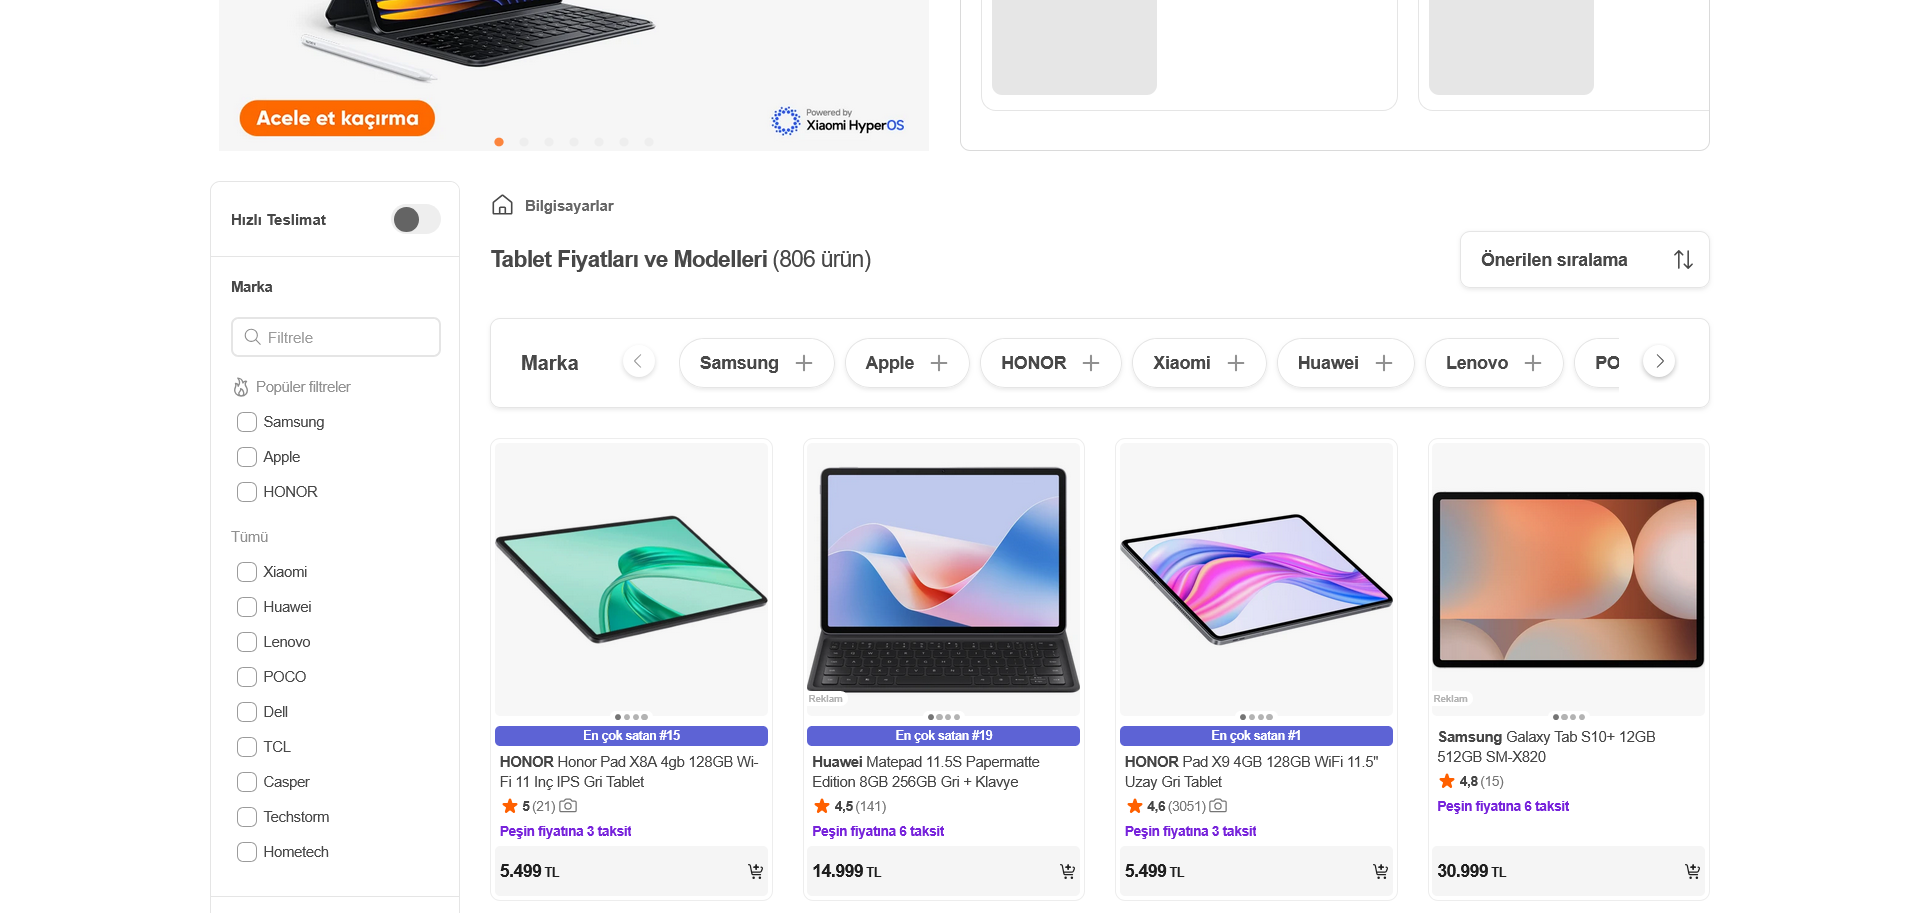 Acele et kaçırma
Powered by
Xiaomi HyperOS
Hızlı Teslimat
Marka
Filtrele
Popüler filtreler
Samsung
Apple
HONOR
Tümü
Xiaomi
Huawei
Lenovo
POCO
Dell
TCL
Casper
Techstorm
Hometech
Bilgisayarlar
Tablet Fiyatları ve Modelleri (806 ürün)
Önerilen sıralama
Marka
Samsung
Apple
HONOR
Xiaomi
Huawei
Lenovo
PO
En çok satan #15
HONOR Honor Pad X8A 4gb 128GB Wi-
Fi 11 Inç IPS Gri Tablet
5 (21)
Peşin fiyatına 3 taksit
5.499 TL
Reklam
En çok satan #19
Huawei Matepad 11.5S Papermatte
Edition 8GB 256GB Gri + Klavye
4,5 (141)
Peşin fiyatına 6 taksit
14.999 TL
En çok satan #1
HONOR Pad X9 4GB 128GB WiFi 11.5"
Uzay Gri Tablet
4,6 (3051)
Peşin fiyatına 3 taksit
5.499 TL
Reklam
Samsung Galaxy Tab S10+ 12GB
512GB SM-X820
4,8 (15)
Peşin fiyatına 6 taksit
30.999 TL